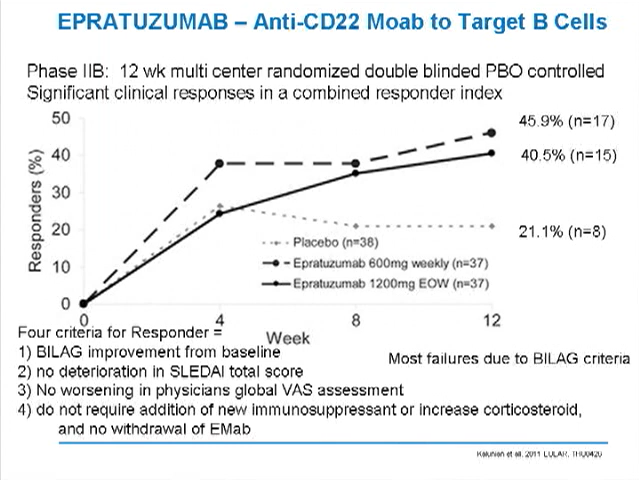 EPRATUZUMAB – Anti-CD22 Moab to Target B Cells
Phase IIB: 12 wk multi center randomized double blinded PBO controlled
Significant clinical responses in a combined responder index
Responders (%)
50
40
30
20
10
0
45.9% (n=17)
40.5% (n=15)
21.1% (n=8)
Placebo (n=38)
Epratuzumab 600mg weekly (n=37)
Epratuzumab 1200mg EOW (n=37)
0 4 8 12
Week
Four criteria for Responder =
1) BILAG improvement from baseline
Most failures due to BILAG criteria
2) no deterioration in SLEDAI total score
3) No worsening in physicians global VAS assessment
4) do not require addition of new immunosuppressant or increase corticosteroid,
and no withdrawal of EMab
et al. 2011 EULAR,